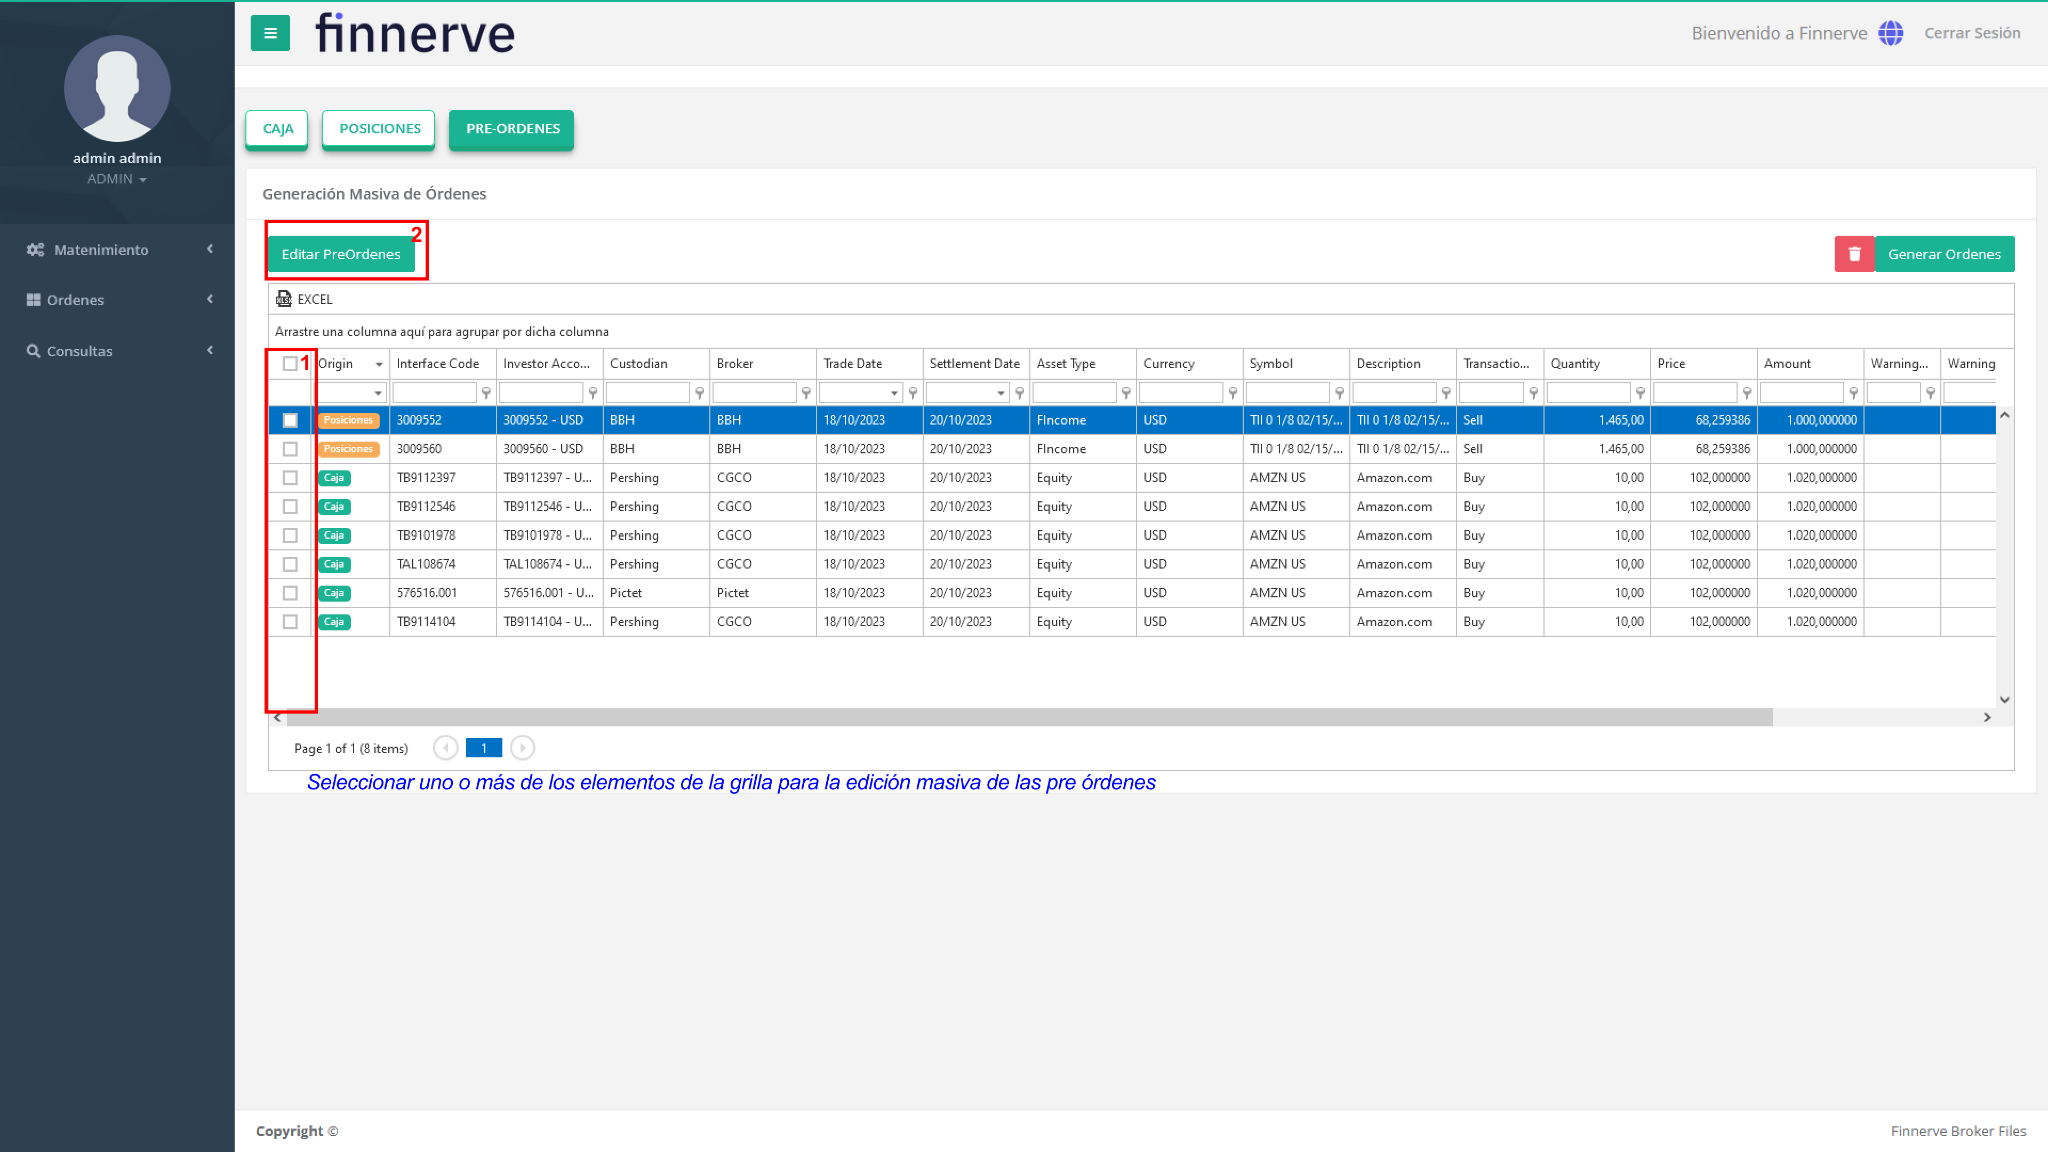 finnerve
Bienvenido a Finnerve Cerrar Sesión
admin admin
ADMIN
Matenimiento
Ordenes
Consultas
CAJA POSICIONES PRE-ORDENES
Generación Masiva de Órdenes
Editar PreOrdenes 2 Generar Ordenes
EXCEL
Arrastre una columna aquí para agrupar por dicha columna
1 Origin Interface Code Investor Acco... Custodian Broker Trade Date Settlement Date Asset Type Currency Symbol Description Transactio... Quantity Price Amount Warning... Warning
Posiciones 3009552 3009552 - USD BBH BBH 18/10/2023 20/10/2023 FIncome USD TII 0 1/8 02/15/... TII 0 1/8 02/15/... Sell 1.465,00 68,259386 1.000,000000
Posiciones 3009560 3009560 - USD BBH BBH 18/10/2023 20/10/2023 FIncome USD TII 0 1/8 02/15/... TII 0 1/8 02/15/... Sell 1.465,00 68,259386 1.000,000000
Caja TB9112397 TB9112397 - U... Pershing CGCO 18/10/2023 20/10/2023 Equity USD AMZN US Amazon.com Buy 10,00 102,000000 1.020,000000
Caja TB9112546 TB9112546 - U... Pershing CGCO 18/10/2023 20/10/2023 Equity USD AMZN US Amazon.com Buy 10,00 102,000000 1.020,000000
Caja TB9101978 TB9101978 - U... Pershing CGCO 18/10/2023 20/10/2023 Equity USD AMZN US Amazon.com Buy 10,00 102,000000 1.020,000000
Caja TAL108674 TAL108674 - U... Pershing CGCO 18/10/2023 20/10/2023 Equity USD AMZN US Amazon.com Buy 10,00 102,000000 1.020,000000
Caja 576516.001 576516.001 - U... Pictet Pictet 18/10/2023 20/10/2023 Equity USD AMZN US Amazon.com Buy 10,00 102,000000 1.020,000000
Caja TB9114104 TB9114104 - U... Pershing CGCO 18/10/2023 20/10/2023 Equity USD AMZN US Amazon.com Buy 10,00 102,000000 1.020,000000
Page 1 of 1 (8 items) 1
Seleccionar uno o más de los elementos de la grilla para la edición masiva de las pre órdenes
Copyright © Finnerve Broker Files